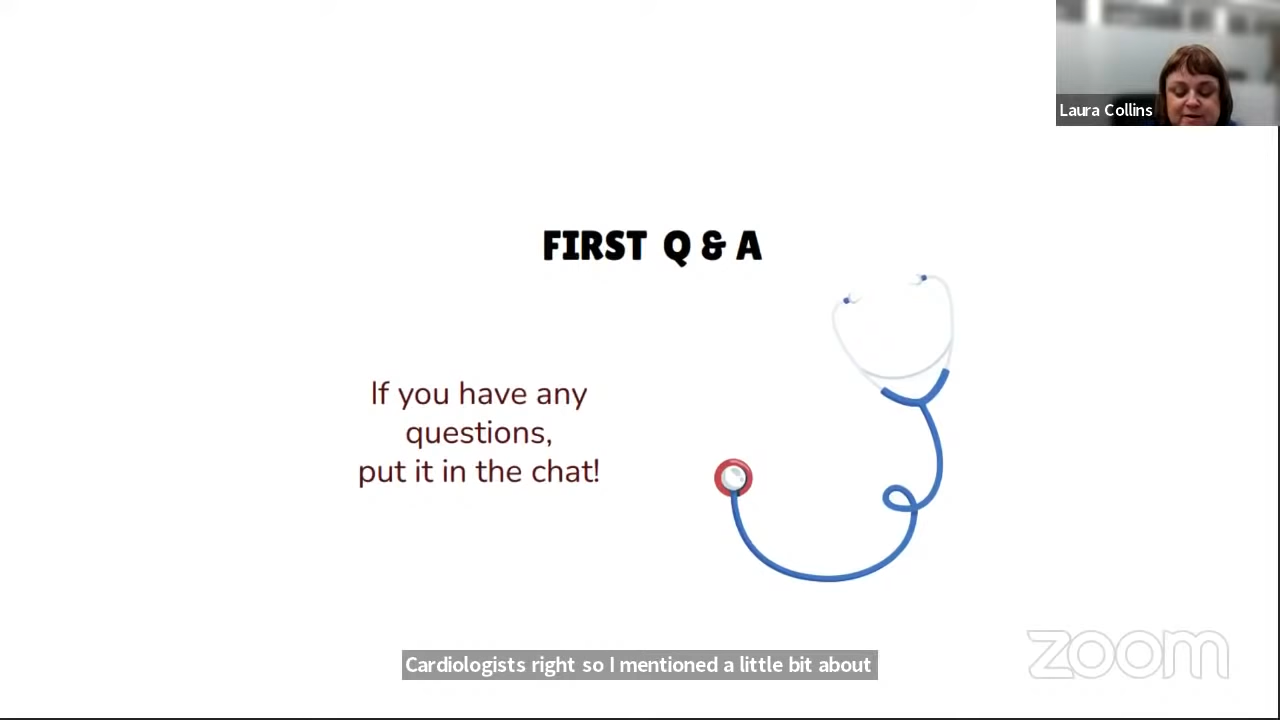 Laura Collins
FIRST Q & A
If you have any
questions,
put it in the chat!
Cardiologists right so I mentioned a little bit about
zoom